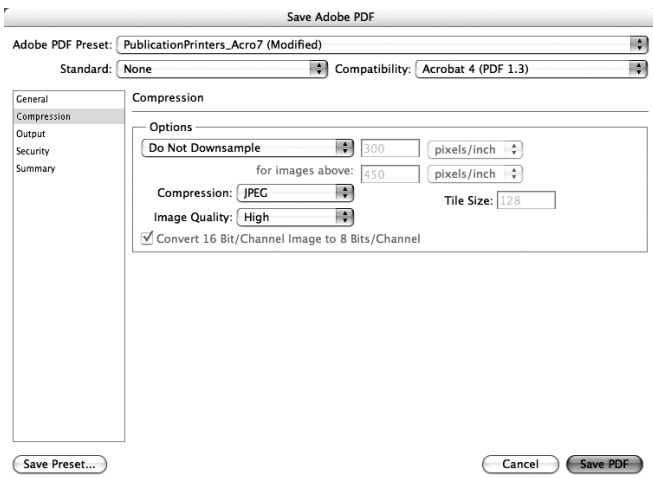 Save Adobe PDF
Adobe PDF Preset: PublicationPrinters_Acro7 (Modified)
Standard: None Compatibility: Acrobat 4 (PDF 1.3)
General
Compression
Output
Security
Summary
Compression
Options
Do Not Downsample 300 pixels/inch
for images above: 450 pixels/inch
Compression: JPEG Tile Size: 128
Image Quality: High
Convert 16 Bit/Channel Image to 8 Bits/Channel
Save Preset... Cancel Save PDF